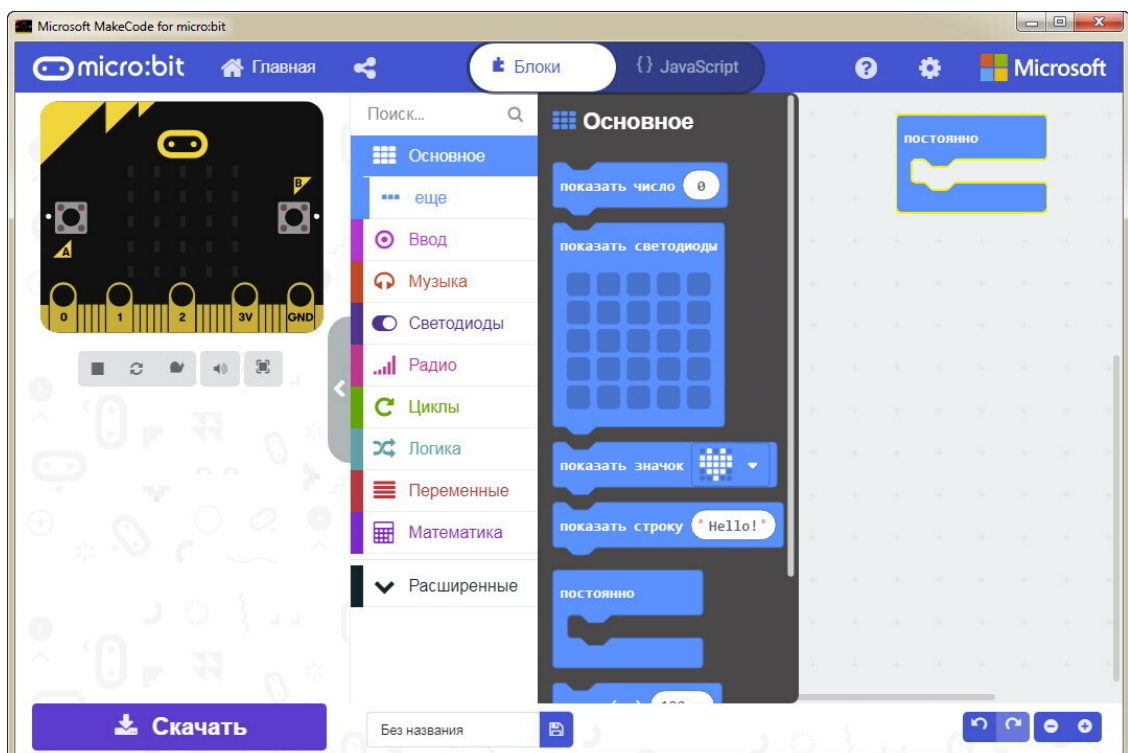 Microsoft MakeCode for micro:bit
micro:bit
Главная
Блоки
{} JavaScript
Microsoft
B
A
0 1 2 3V GND
Скачать
Поиск...
Основное
еще
Ввод
Музыка
Светодиоды
Радио
Циклы
Логика
Переменные
Математика
Расширенные
Без названия
Основное
показать число 0
показать светодиоды
показать значок
показать строку "Hello!"
постоянно
постоянно